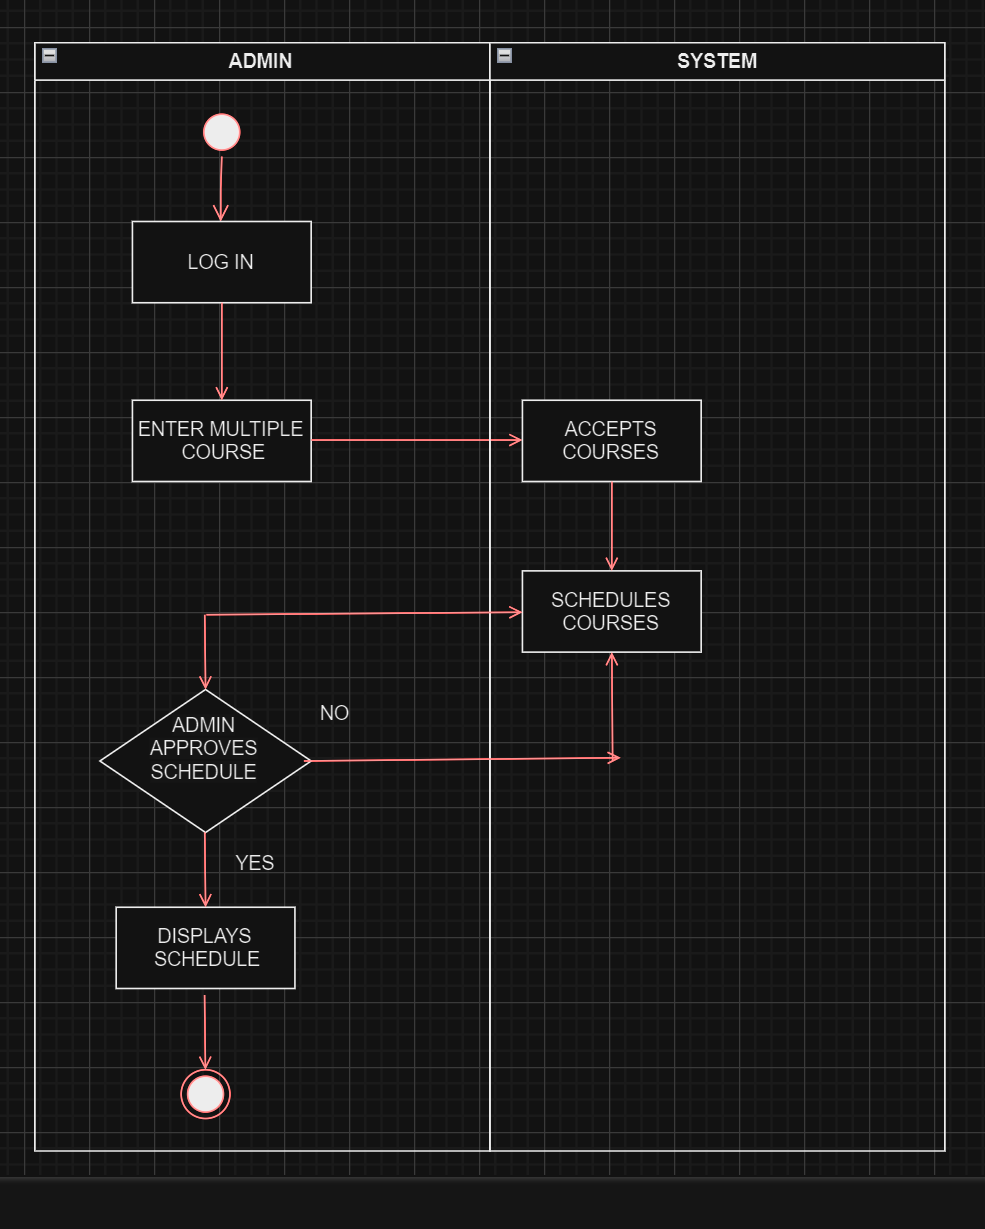 ADMIN
SYSTEM
LOG IN
ENTER MULTIPLE
COURSE
ACCEPTS
COURSES
SCHEDULES
COURSES
ADMIN
APPROVES
SCHEDULE
NO
YES
DISPLAYS
SCHEDULE